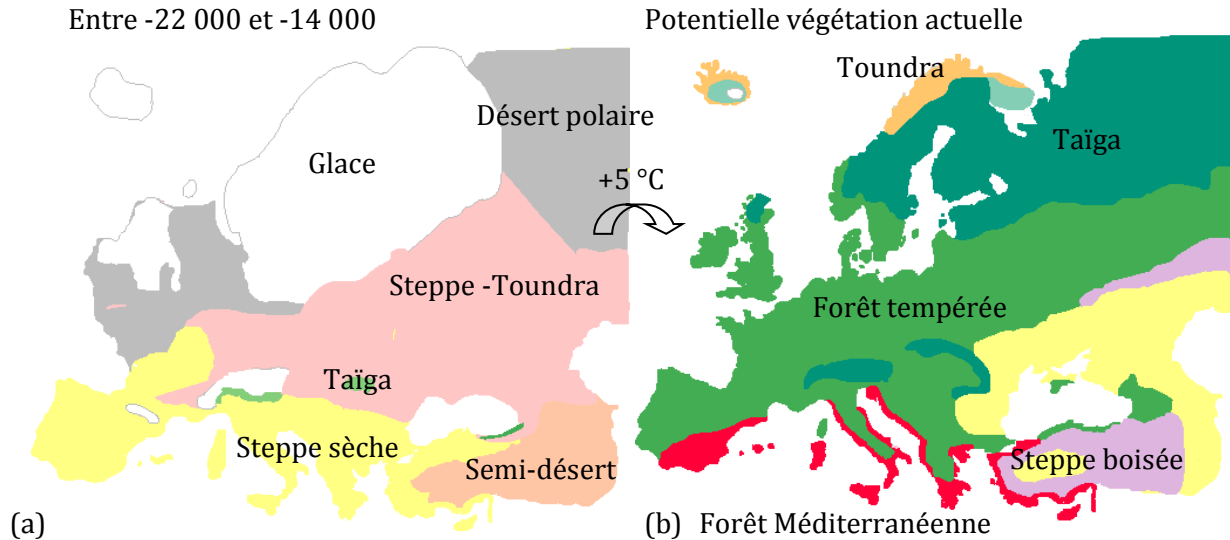 Entre -22 000 et -14 000
Potentielle végétation actuelle
Toundra
Désert polaire
Glace
Taïga
+5 °C
Steppe -Toundra
Forêt tempérée
Taïga
Steppe sèche
Semi-désert
Steppe boisée
(a)
(b) Forêt Méditerranéenne